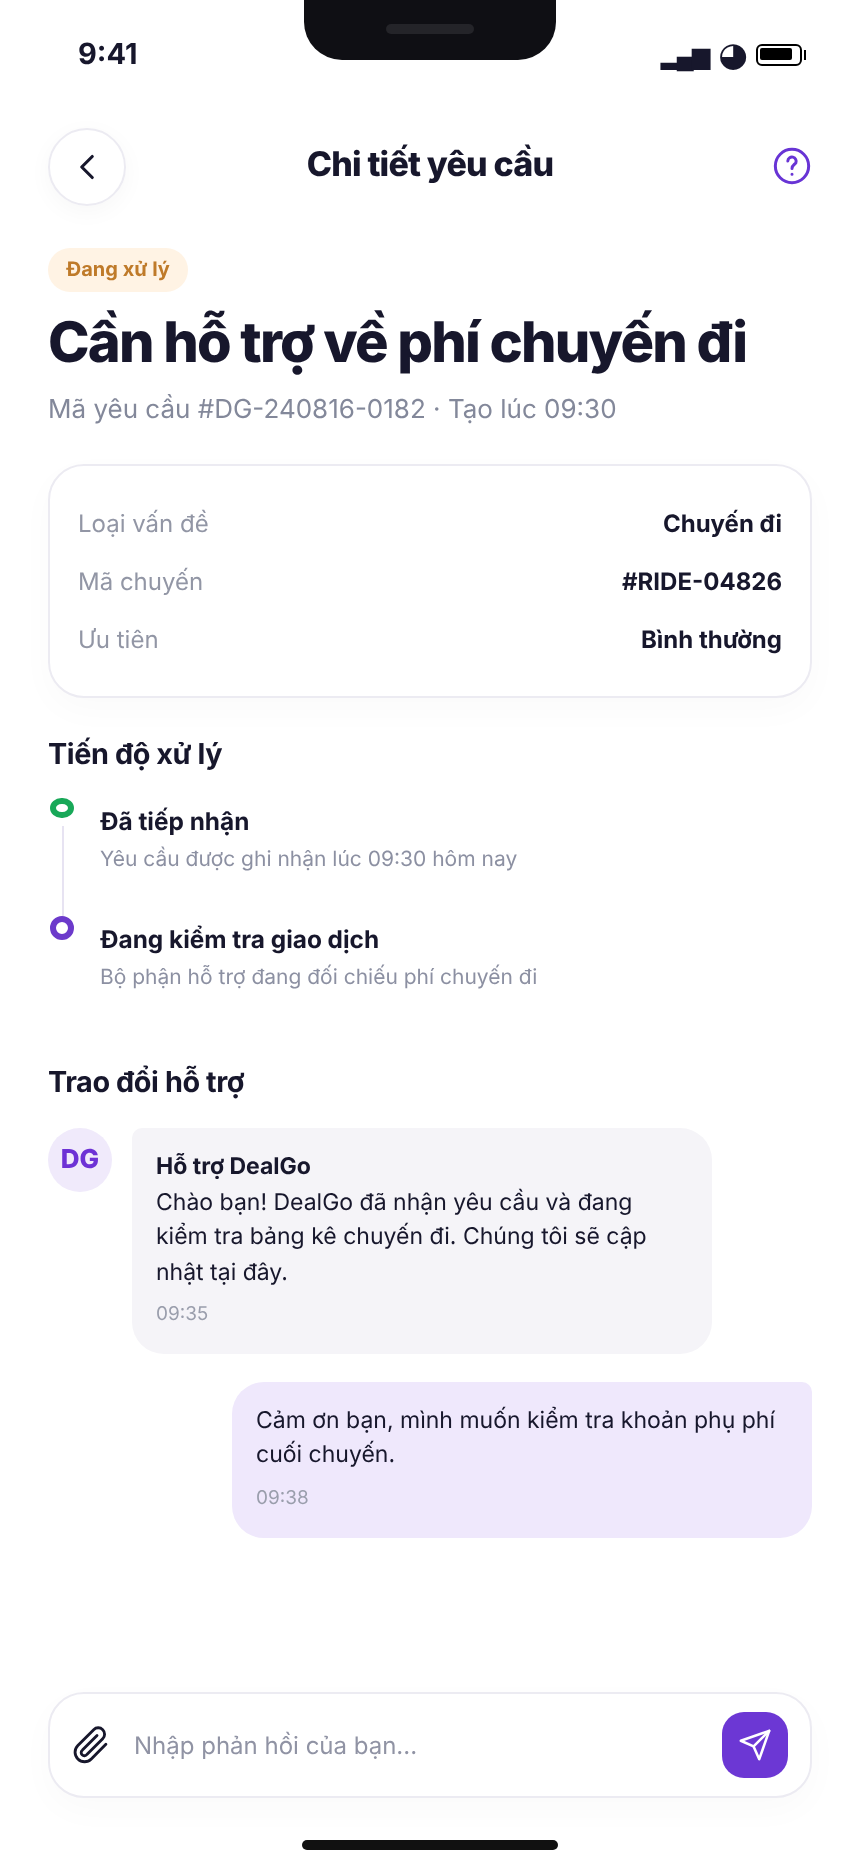 9:41
Chi tiết yêu cầu
Đang xử lý
Cần hỗ trợ về phí chuyến đi
Mã yêu cầu #DG-240816-0182 · Tạo lúc 09:30
Loại vấn đề Chuyến đi
Mã chuyến #RIDE-04826
Ưu tiên Bình thường
Tiến độ xử lý
Đã tiếp nhận
Yêu cầu được ghi nhận lúc 09:30 hôm nay
Đang kiểm tra giao dịch
Bộ phận hỗ trợ đang đối chiếu phí chuyến đi
Trao đổi hỗ trợ
DG
Hỗ trợ DealGo
Chào bạn! DealGo đã nhận yêu cầu và đang
kiểm tra bảng kê chuyến đi. Chúng tôi sẽ cập
nhật tại đây.
09:35
Cảm ơn bạn, mình muốn kiểm tra khoản phụ phí
cuối chuyến.
09:38
Nhập phản hồi của bạn...